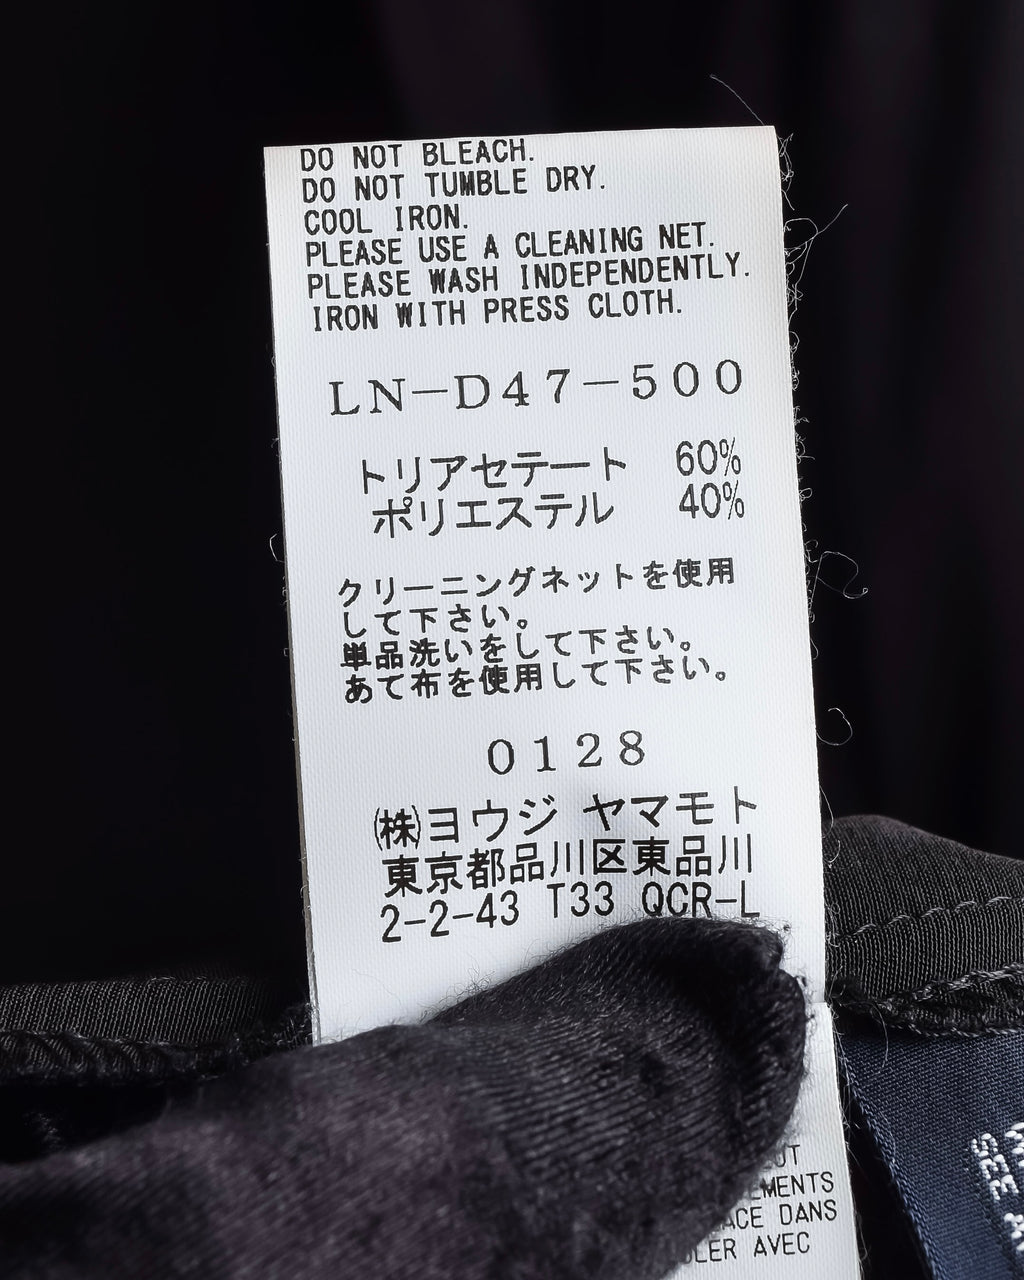 DO NOT BLEACH.
DO NOT TUMBLE DRY.
COOL IRON.
PLEASE USE A CLEANING NET.
PLEASE WASH INDEPENDENTLY.
IRON WITH PRESS CLOTH.
LN-D47-500
トリアセテート 60%
ポリエステル 40%
クリーニングネットを使用
して下さい。
単品洗いをして下さい。
あて布を使用して下さい。
0128
㈱ヨウジ ヤマモト
東京都品川区東品川
2-2-43 T33 QCR-L
DANS
AVEC
SEE